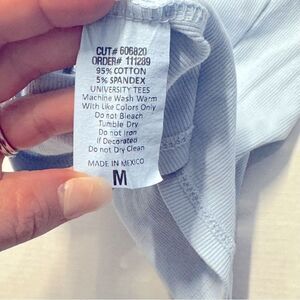 CUT# 606820
ORDER# 111289
95% COTTON
5% SPANDEX
UNIVERSITY TEES
Machine Wash Warm
With Like Colors Only
Do not Bleach
Tumble Dry
Do not Iron
If Decorated
Do not Dry Clean
MADE IN MEXICO
M